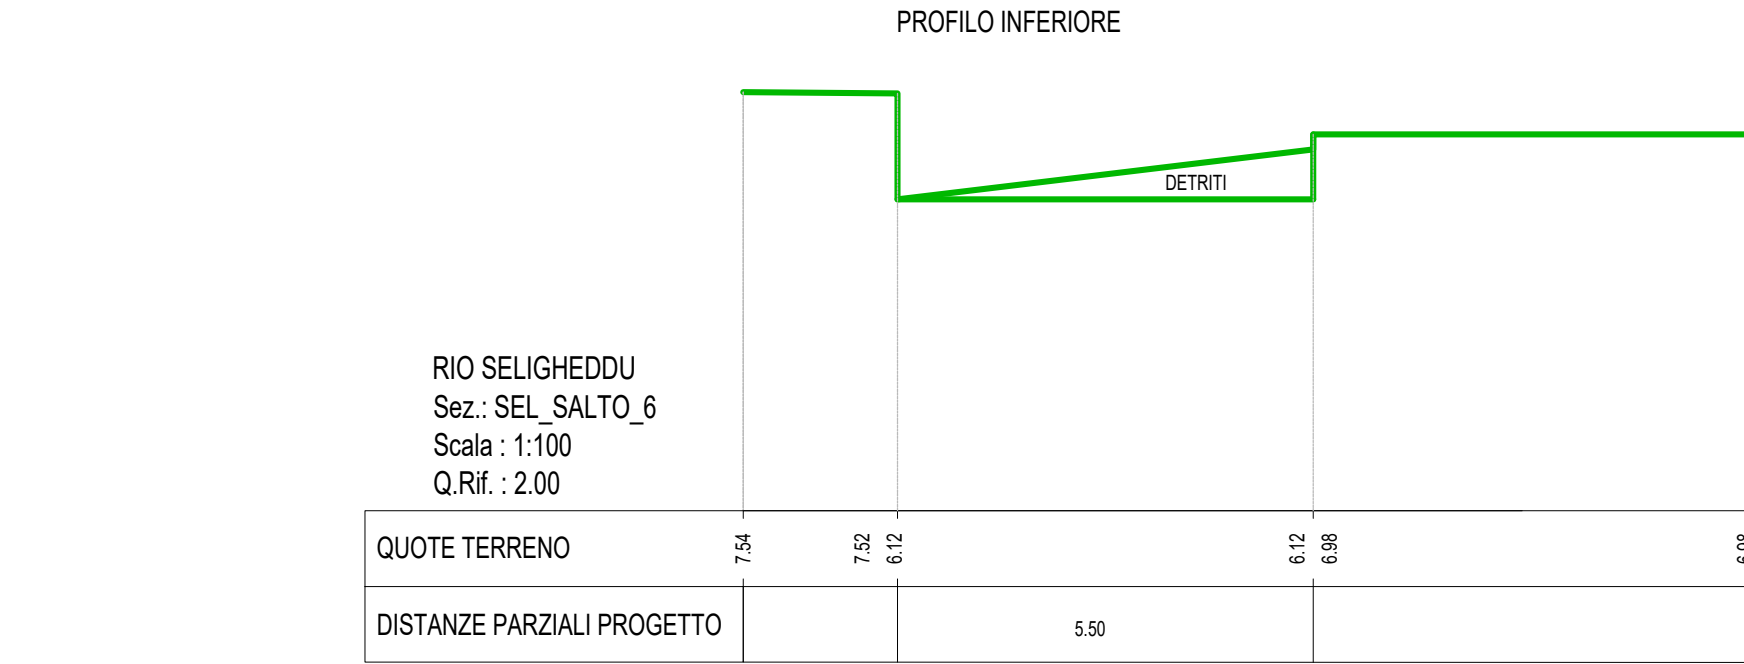 PROFILO INFERIORE
DETRITI
RIO SELIGHEDDU
Sez.: SEL_SALTO_6
Scala : 1:100
Q.Rif. : 2.00
QUOTE TERRENO 7.54 7.52 6.12 6.12 6.98
DISTANZE PARZIALI PROGETTO 5.50